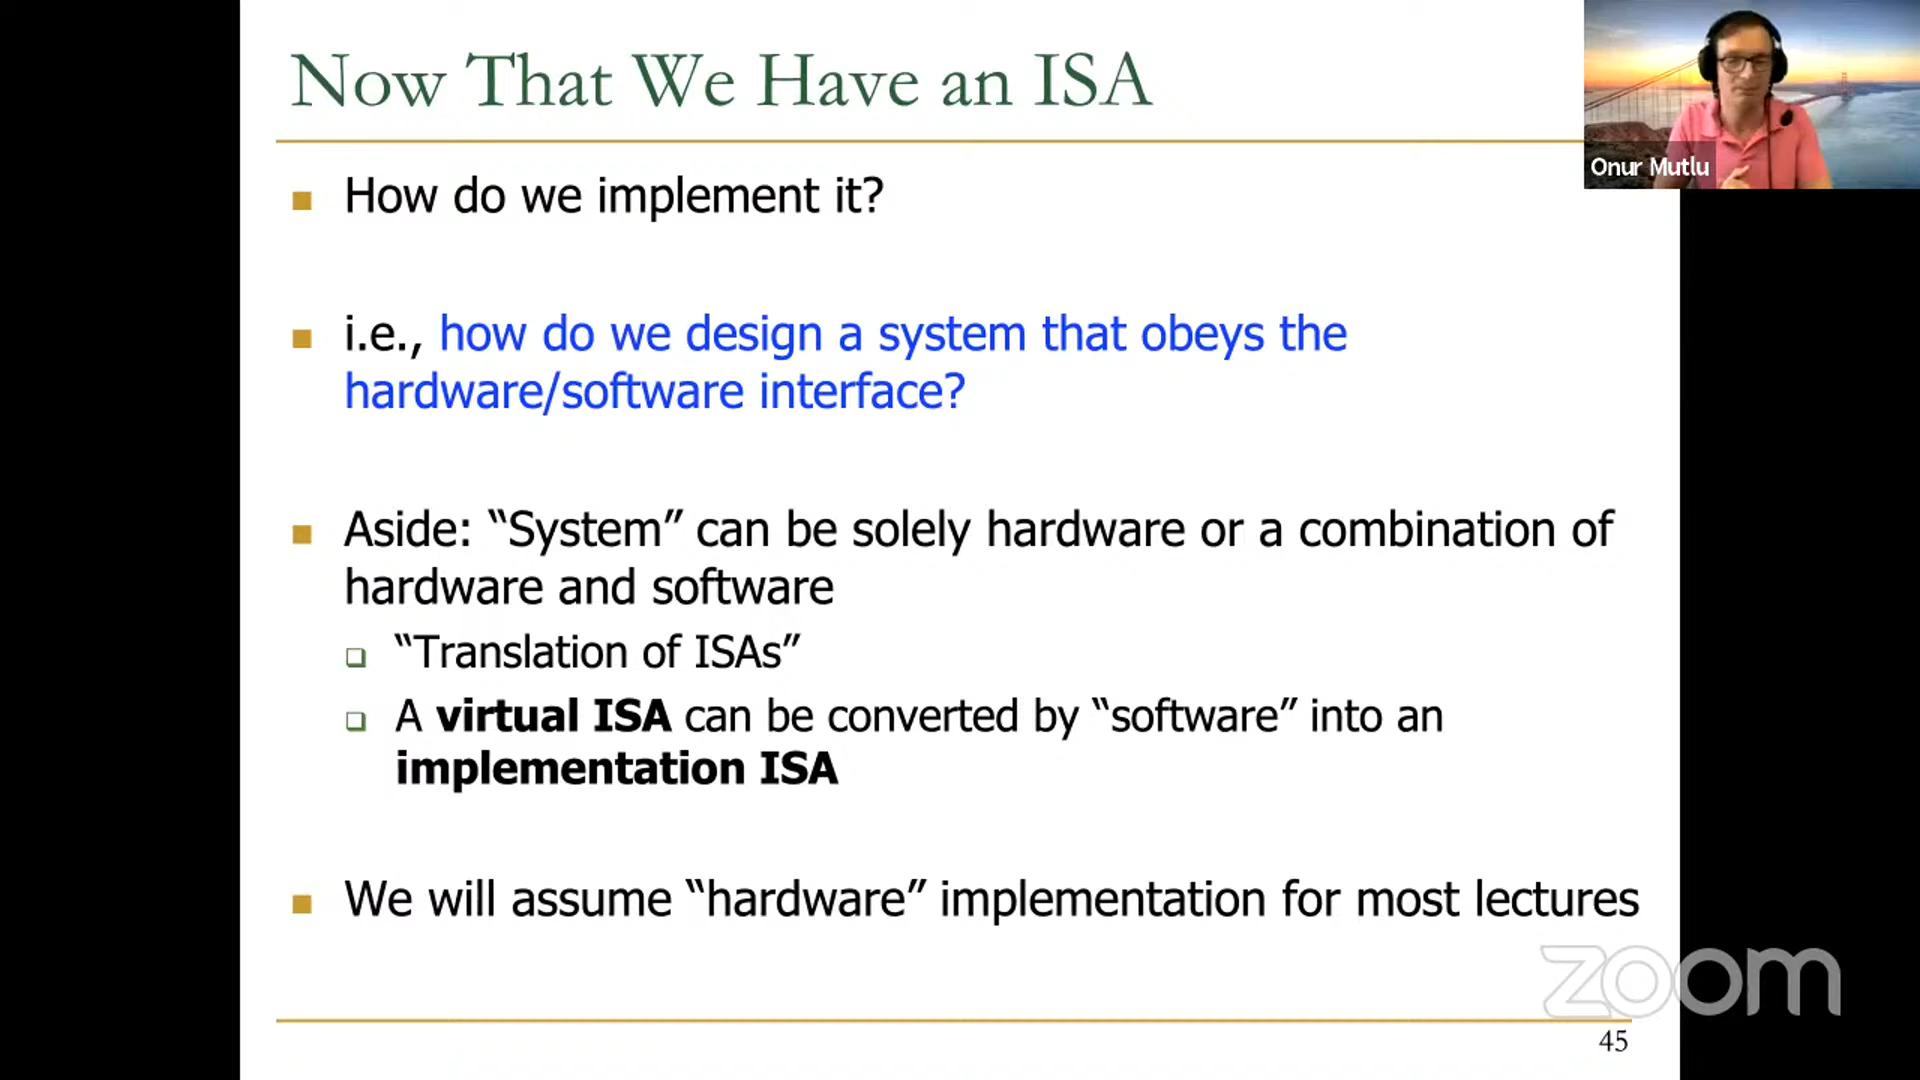 Now That We Have an ISA
Onur Mutlu
How do we implement it?
i.e., how do we design a system that obeys the
hardware/software interface?
Aside: “System” can be solely hardware or a combination of
hardware and software
“Translation of ISAs”
A virtual ISA can be converted by “software” into an
implementation ISA
We will assume “hardware” implementation for most lectures
zoom
45